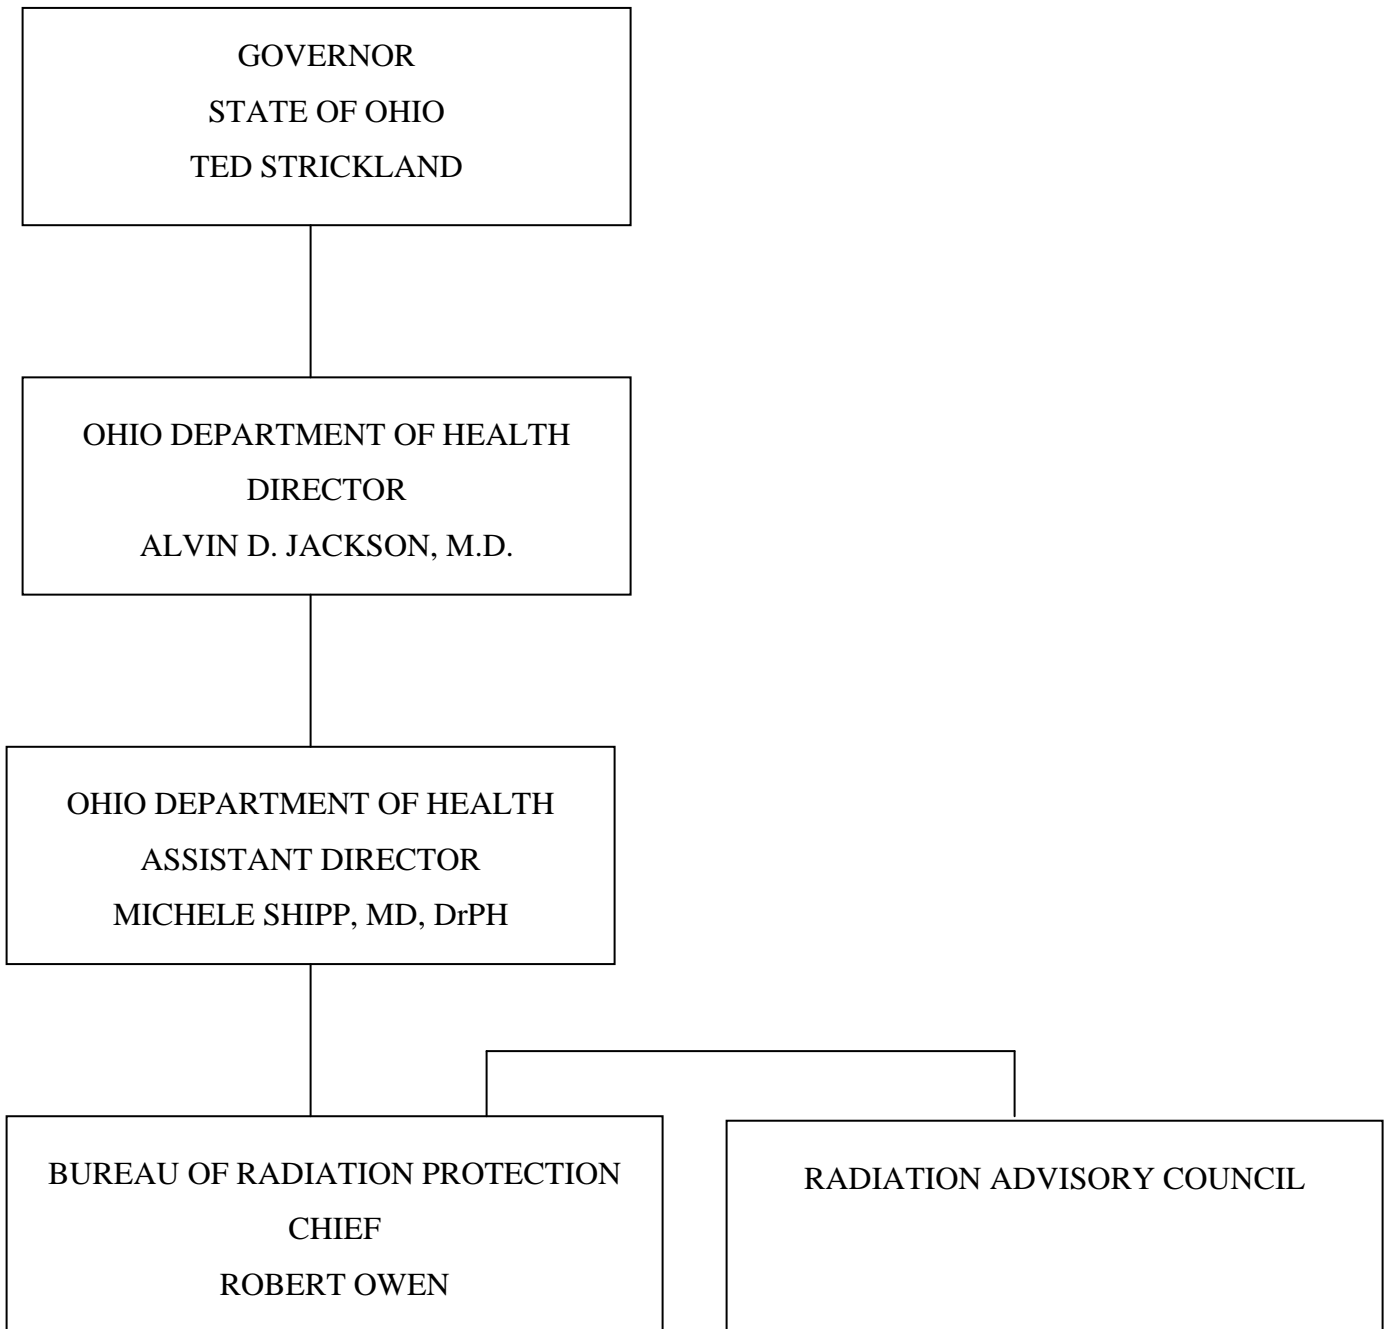 GOVERNOR
STATE OF OHIO
TED STRICKLAND
OHIO DEPARTMENT OF HEALTH
DIRECTOR
ALVIN D. JACKSON, M.D.
OHIO DEPARTMENT OF HEALTH
ASSISTANT DIRECTOR
MICHELE SHIPP, MD, DrPH
BUREAU OF RADIATION PROTECTION
CHIEF
ROBERT OWEN
RADIATION ADVISORY COUNCIL